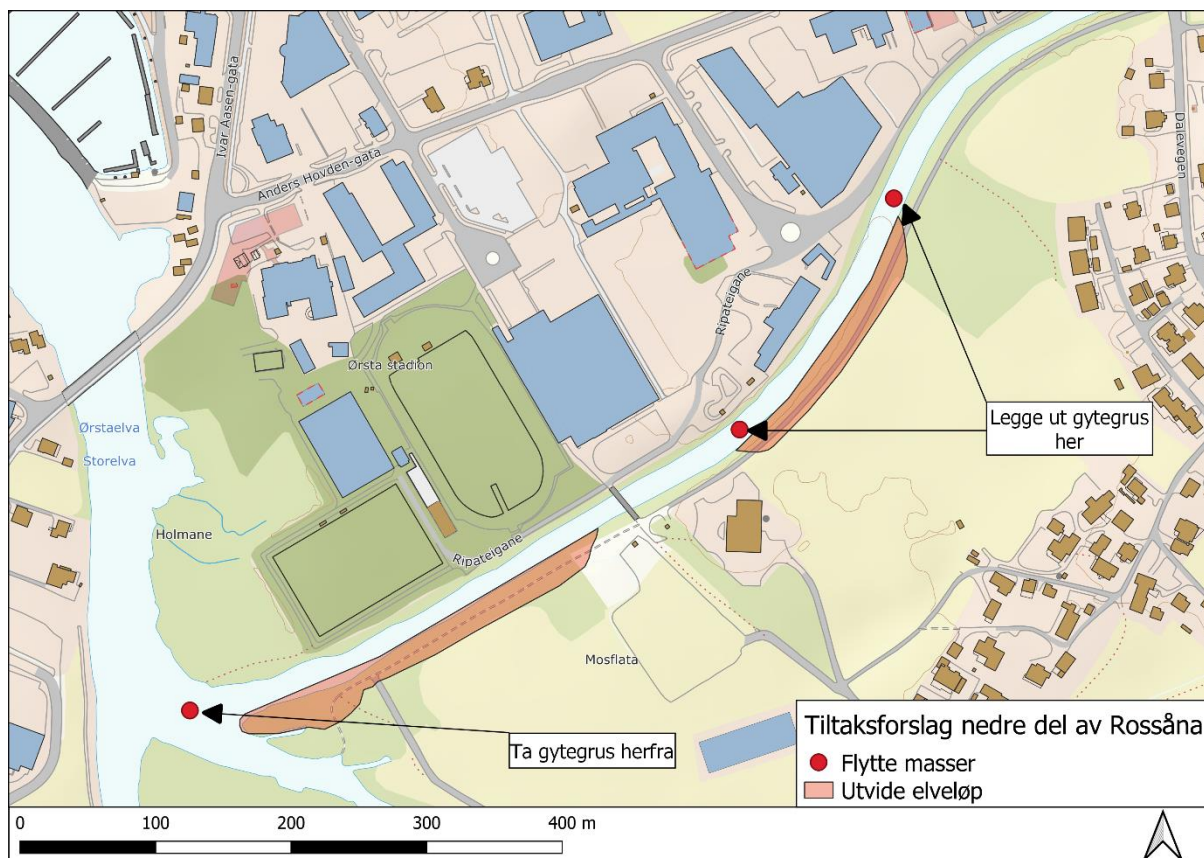 Ivar Aasen-gata
Anders Hovden-gata
Dalevegen
Ripateigane
Ørsta stadion
Legge ut gytegrus
her
Ørstaelva
Storelva
Holmane
Ripateigane
Mosflata
Ta gytegrus herfra
Tiltaksforslag nedre del av Rossåna
Flytte masser
Utvide elveløp
0 100 200 300 400 m